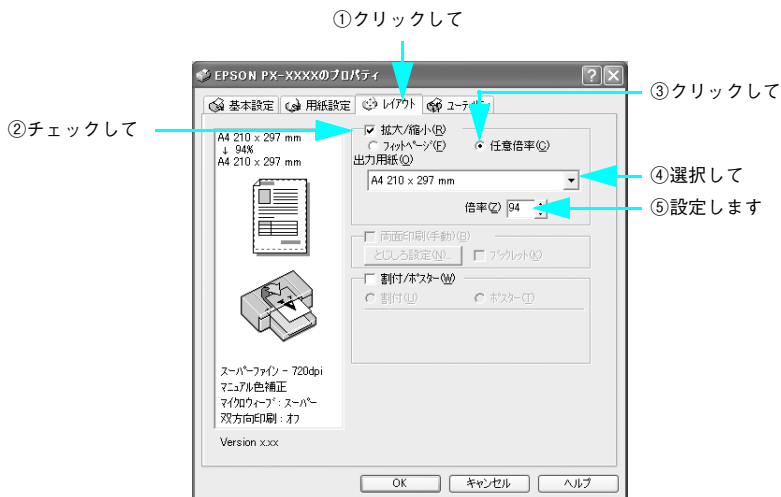 ①クリックして
EPSON PX-XXXXのプロパティ
③クリックして
基本設定 用紙設定 レイアウト ユーティリティ
②チェックして
A4 210 x 297 mm
↓ 94%
A4 210 x 297 mm
拡大/縮小(R)
フィットページ(F) 任意倍率(C)
出力用紙(O)
A4 210 x 297 mm
④選択して
倍率(Z) 94
⑤設定します
両面印刷(手動)(B)
とじしろ設定(N)... ブックレット(K)
割付/ポスター(W)
割付(U) ポスター(T)
スーパーファイン - 720dpi
マニュアル色補正
マイクロウィーブ : スーパー
双方向印刷 : オフ
Version x.xx
OK キャンセル ヘルプ